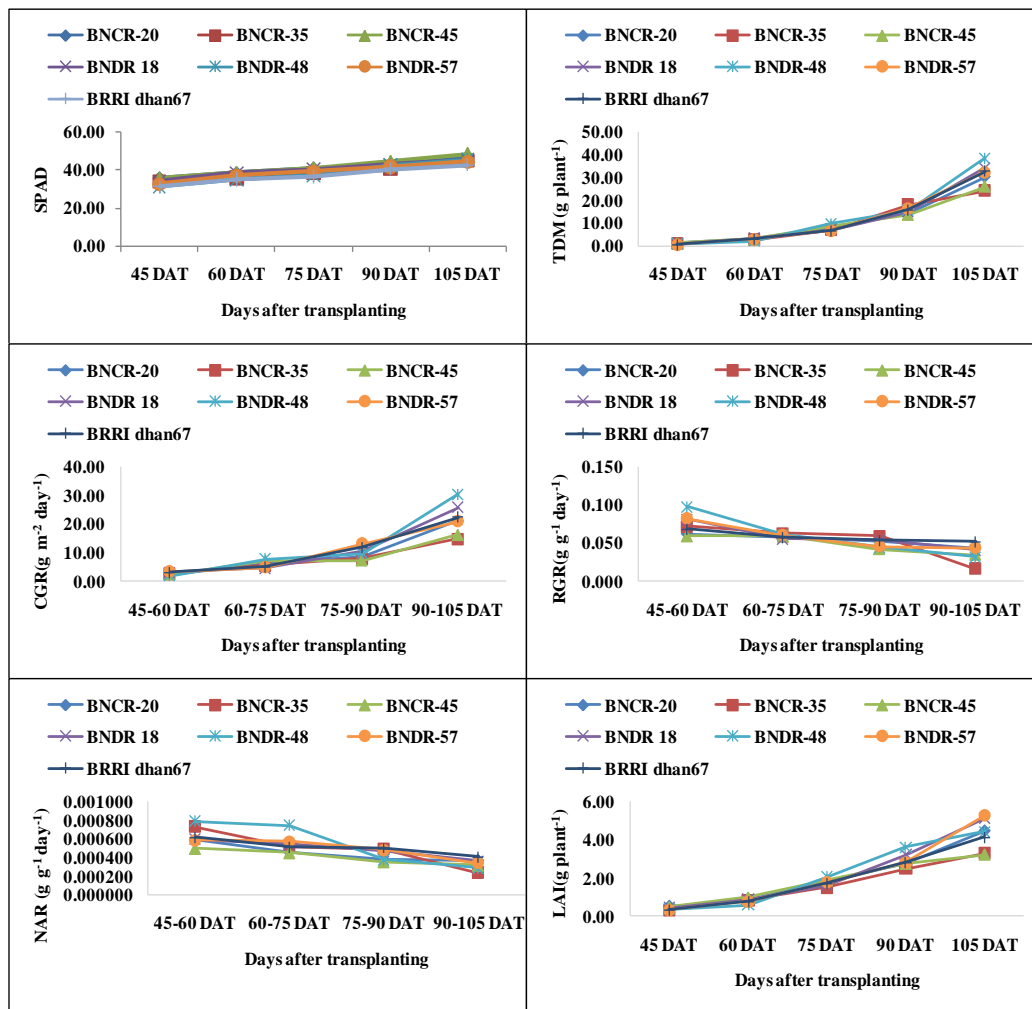 BNCR-20 BNCR-35 BNCR-45
BNDR 18 BNDR-48 BNDR-57
BRRI dhan67
60.00
40.00
20.00
0.00
SPAD
45 DAT 60 DAT 75 DAT 90 DAT 105 DAT
Days after transplanting
BNCR-20 BNCR-35 BNCR-45
BNDR 18 BNDR-48 BNDR-57
BRRI dhan67
50.00
40.00
30.00
20.00
10.00
0.00
TDM (g plant⁻¹)
45 DAT 60 DAT 75 DAT 90 DAT 105 DAT
Days after transplanting
BNCR-20 BNCR-35 BNCR-45
BNDR 18 BNDR-48 BNDR-57
BRRI dhan67
40.00
30.00
20.00
10.00
0.00
CGR(g m⁻² day⁻¹)
45-60 DAT 60-75 DAT 75-90 DAT 90-105 DAT
Days after transplanting
BNCR-20 BNCR-35 BNCR-45
BNDR 18 BNDR-48 BNDR-57
BRRI dhan67
0.150
0.100
0.050
0.000
RGR(g g⁻¹ day⁻¹)
45-60 DAT 60-75 DAT 75-90 DAT 90-105 DAT
Days after transplanting
BNCR-20 BNCR-35 BNCR-45
BNDR 18 BNDR-48 BNDR-57
BRRI dhan67
0.001000
0.000800
0.000600
0.000400
0.000200
0.000000
NAR (g g⁻¹ day⁻¹)
45-60 DAT 60-75 DAT 75-90 DAT 90-105 DAT
Days after transplanting
BNCR-20 BNCR-35 BNCR-45
BNDR 18 BNDR-48 BNDR-57
BRRI dhan67
6.00
4.00
2.00
0.00
LAI(g plant⁻¹)
45 DAT 60 DAT 75 DAT 90 DAT 105 DAT
Days after transplanting